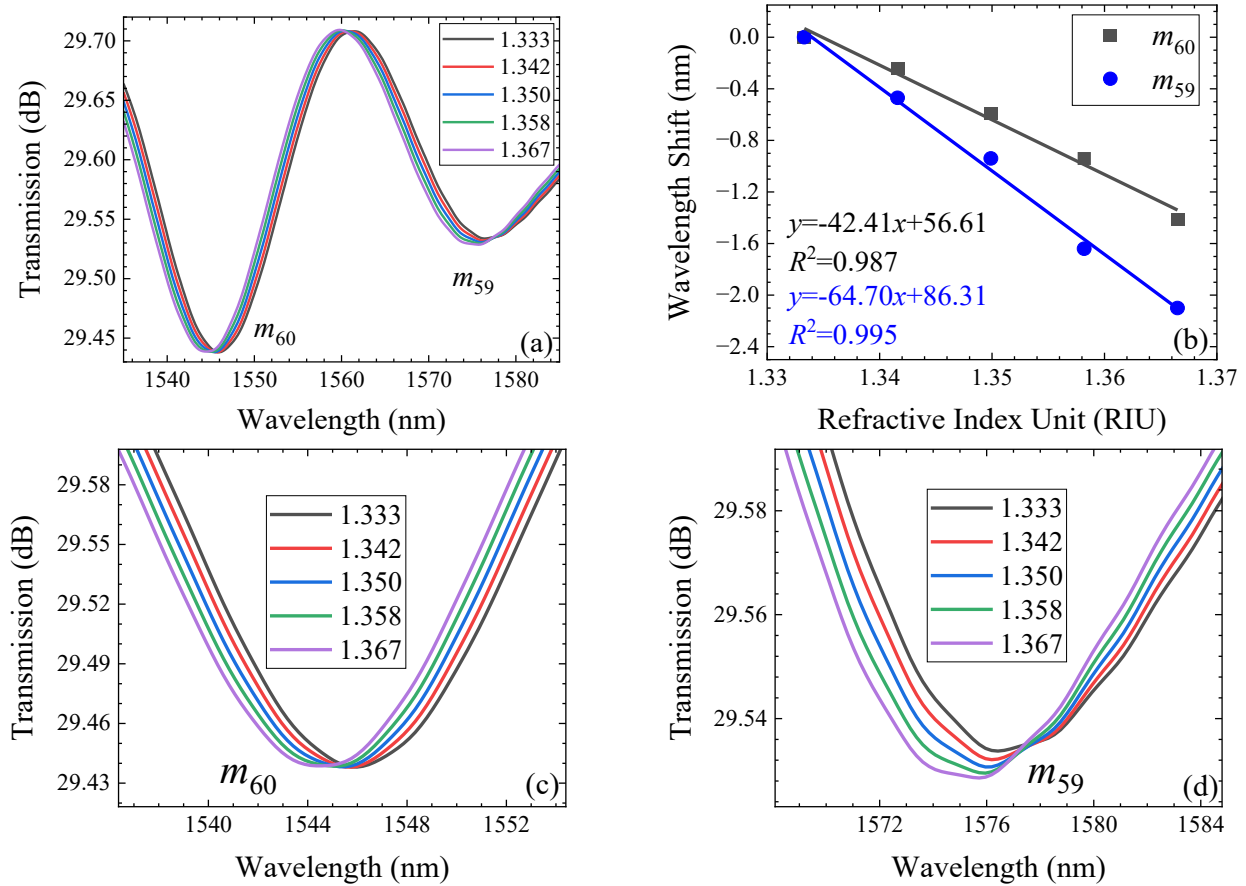 29.70
29.65
29.60
29.55
29.50
29.45
Transmission (dB)
1.333
1.342
1.350
1.358
1.367
m60
m59
(a)
1540 1550 1560 1570 1580
Wavelength (nm)
0.0
−0.4
−0.8
−1.2
−1.6
−2.0
−2.4
Wavelength Shift (nm)
m60
m59
y=-42.41x+56.61
R²=0.987
y=-64.70x+86.31
R²=0.995
(b)
1.33 1.34 1.35 1.36 1.37
Refractive Index Unit (RIU)
29.58
29.55
29.52
29.49
29.46
29.43
Transmission (dB)
1.333
1.342
1.350
1.358
1.367
m60
(c)
1540 1544 1548 1552
Wavelength (nm)
29.58
29.56
29.54
Transmission (dB)
1.333
1.342
1.350
1.358
1.367
m59
(d)
1572 1576 1580 1584
Wavelength (nm)